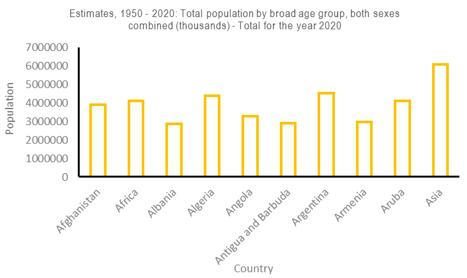 Estimates, 1950 - 2020: Total population by broad age group, both sexes
combined (thousands) - Total for the year 2020
7000000
6000000
5000000
4000000
3000000
2000000
1000000
0
Population
Afghanistan
Africa
Albania
Algeria
Angola
Antigua and Barbuda
Argentina
Armenia
Aruba
Asia
Country